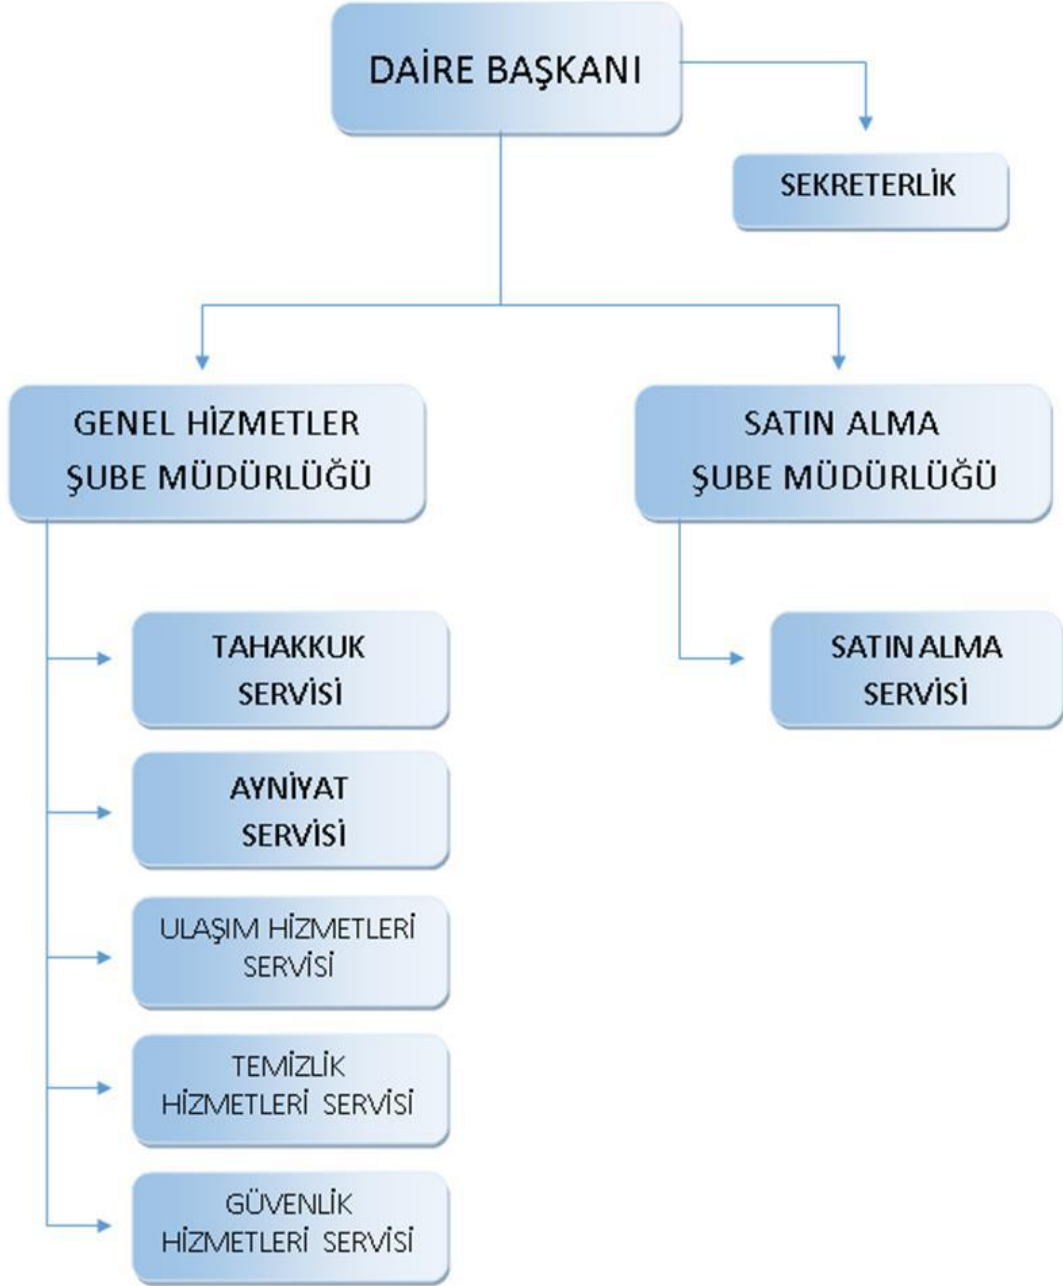 DAİRE BAŞKANI
SEKRETERLİK
GENEL HİZMETLER
ŞUBE MÜDÜRLÜĞÜ
SATIN ALMA
ŞUBE MÜDÜRLÜĞÜ
TAHAKKUK
SERVİSİ
SATIN ALMA
SERVİSİ
AYNİYAT
SERVİSİ
ULAŞIM HİZMETLERİ
SERVİSİ
TEMİZLİK
HİZMETLERİ SERVİSİ
GÜVENLİK
HİZMETLERİ SERVİSİ